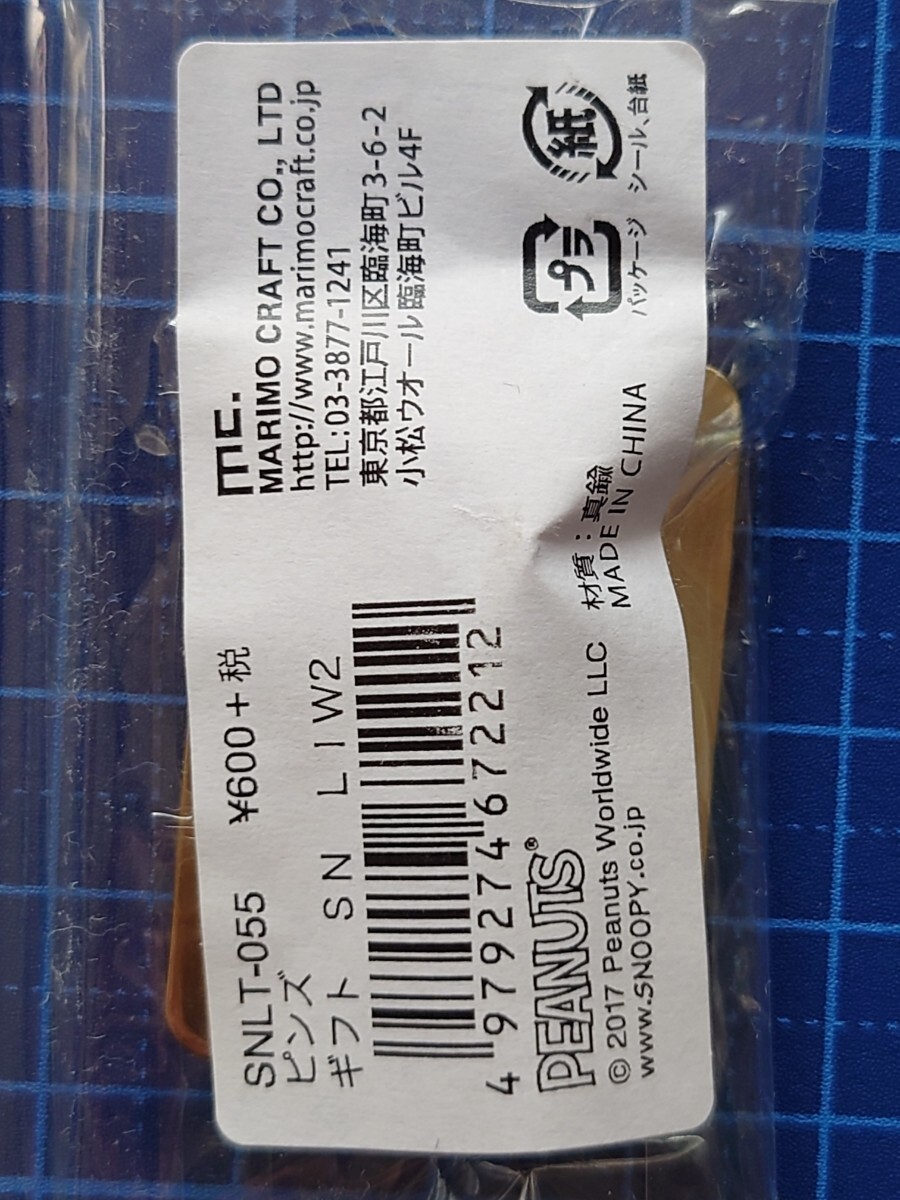 SNLT-055 ¥600+税
ピンズ
ギフト SN LIW2
4 979274 672212
PEANUTS®
© 2017 Peanuts Worldwide LLC
www.SNOOPY.co.jp
mc.
MARIMO CRAFT CO., LTD
http://www.marimocraft.co.jp
TEL:03-3877-1241
東京都江戸川区臨海町3-6-2
小松ウオール臨海町ビル4F
材質:真鍮
MADE IN CHINA
プラ
パッケージ
紙
シール、台紙